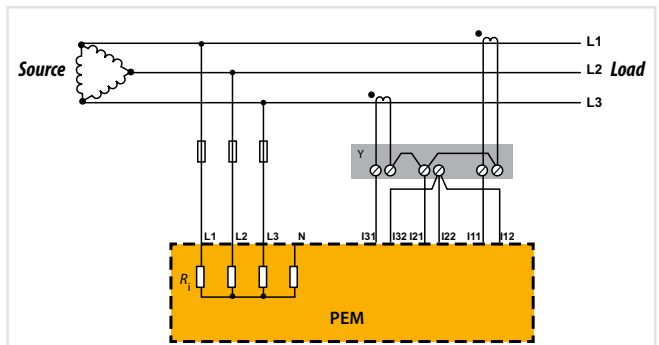 L1
Source
L2 Load
L3
Y
L1 L2 L3 N I31 I32 I21 I22 I11 I12
Ri
PEM